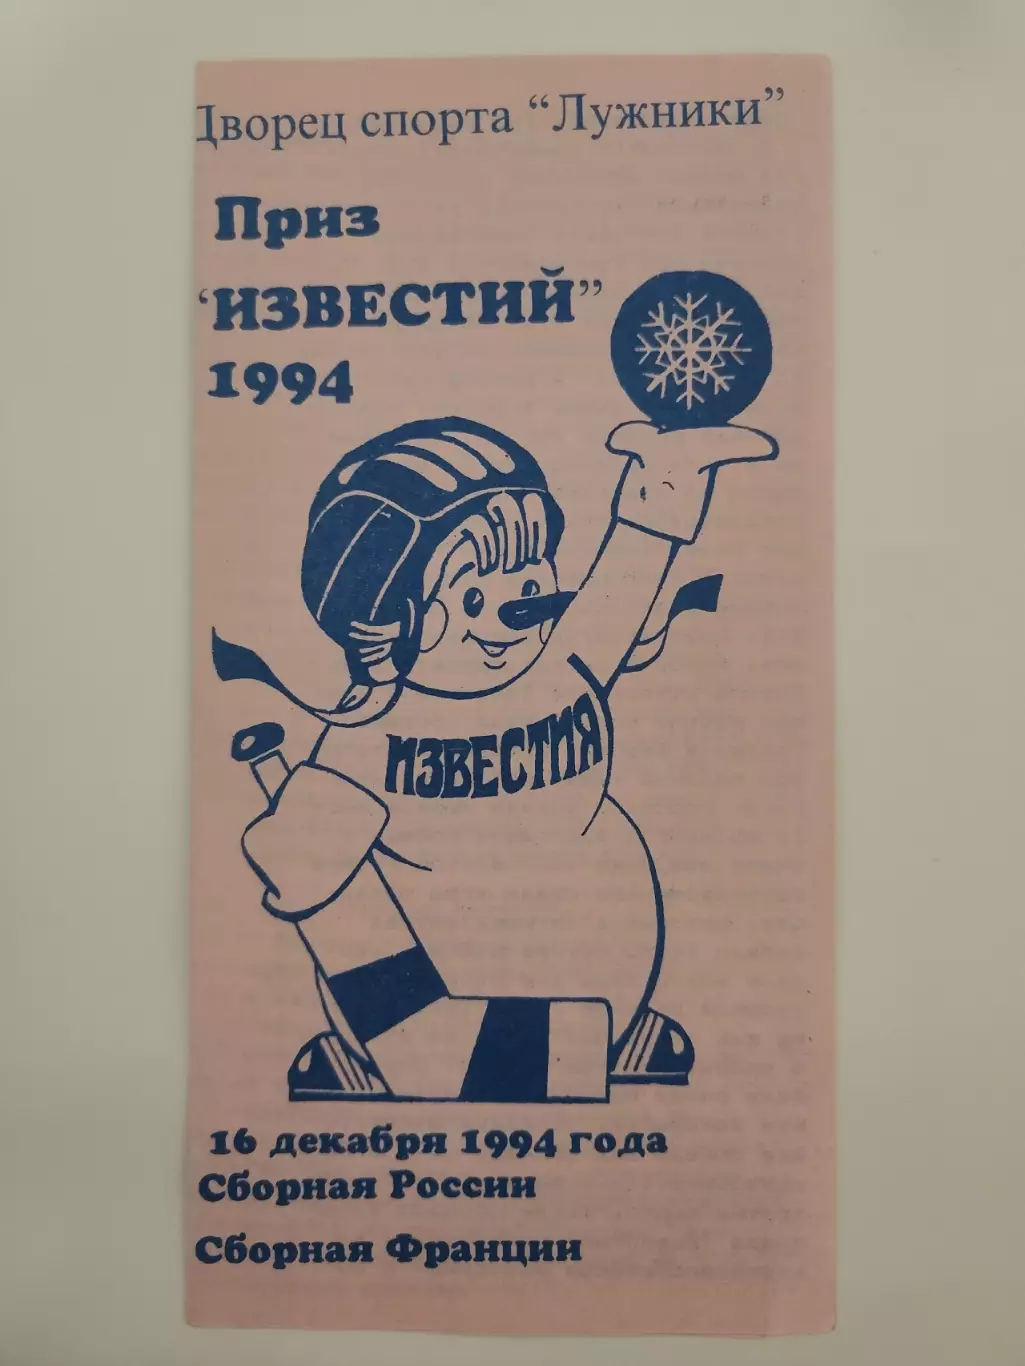 Дворец спорта “Лужники”
Приз
‘ИЗВЕСТИЙ”
1994
ИЗВЕСТИЯ
16 декабря 1994 года
Сборная России
Сборная Франции